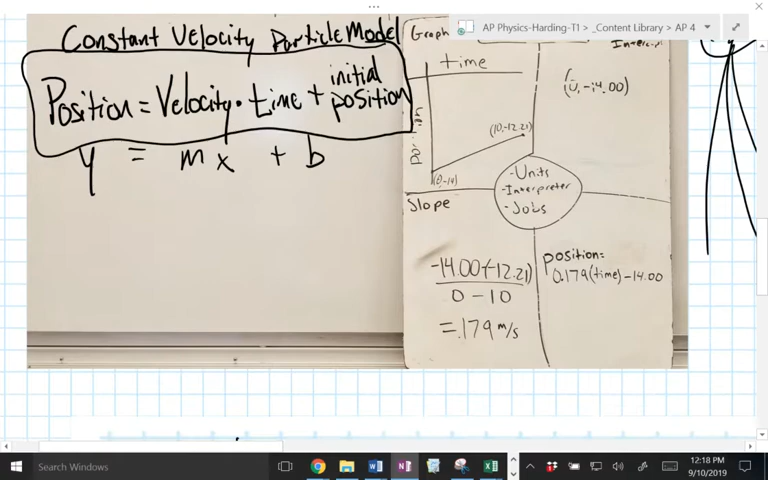 AP Physics-Harding-T1 > _Content Library > AP 4
Constant Velocity Particle Model
Position = Velocity · time + initial position
y = mx + b
Graph
time
(10,-12.21)
(0,-14)
(0,-14.00)
-Units
-Interpreter
-Jobs
Slope
-14.00-(-12.21)
0 - 10
= .179 m/s
position=
0.179(time)-14.00
Search Windows
12:18 PM
9/10/2019